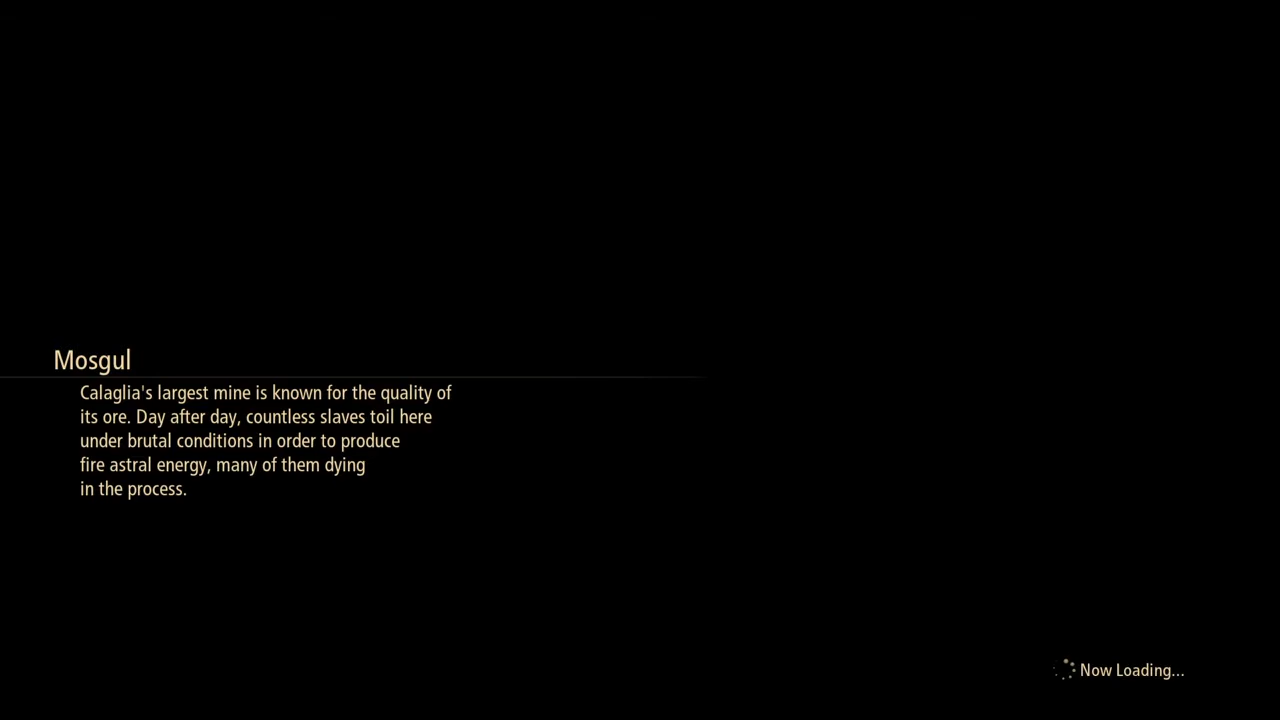 Mosgul
Calaglia's largest mine is known for the quality of
its ore. Day after day, countless slaves toil here
under brutal conditions in order to produce
fire astral energy, many of them dying
in the process.
Now Loading...